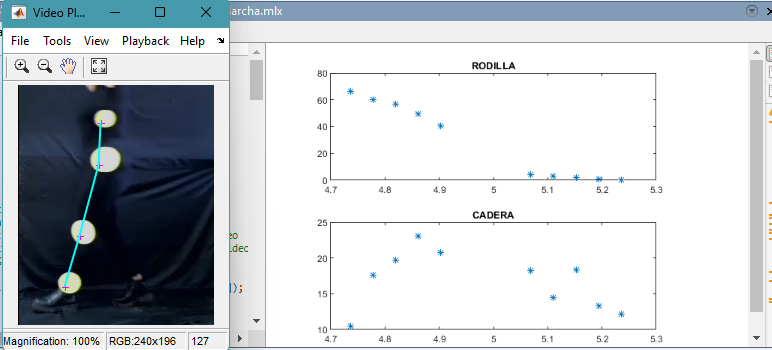 Video Pl...
archa.mlx
File Tools View Playback
RODILLA
80
60
40
20
0
4.7 4.8 4.9 5 5.1 5.2 5.3
CADERA
25
20
15
10
4.7 4.8 4.9 5 5.1 5.2 5.3
eo
idec
]);
Magnification: 100% RGB:240x196 127